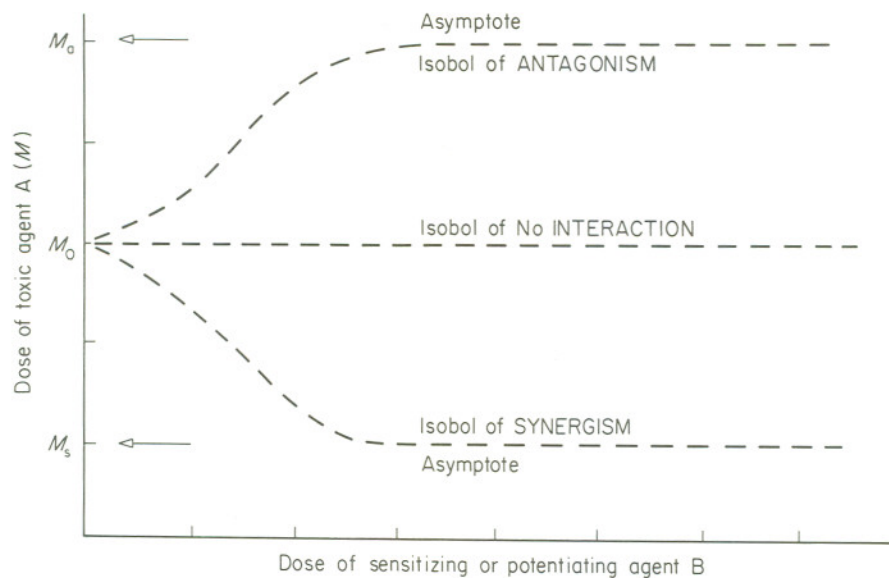 Asymptote
Mₐ
Isobol of ANTAGONISM
Dose of toxic agent A (M)
Isobol of No INTERACTION
M₀
Isobol of SYNERGISM
Mₛ
Asymptote
Dose of sensitizing or potentiating agent B